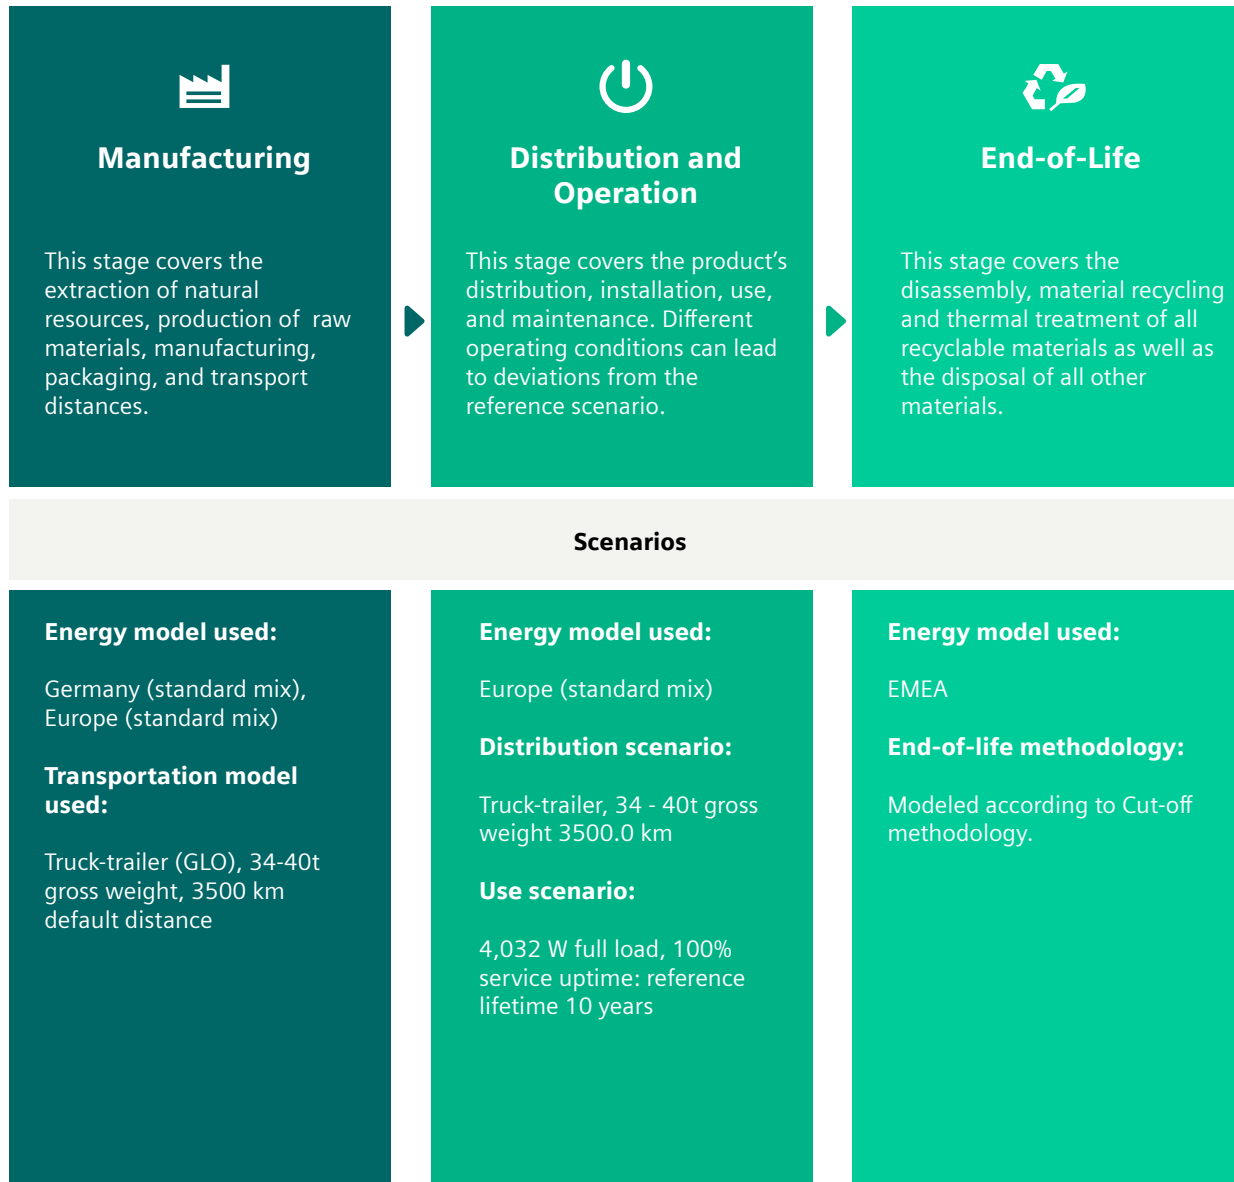 Manufacturing
This stage covers the
extraction of natural
resources, production of  raw
materials, manufacturing,
packaging, and transport
distances.
Distribution and
Operation
This stage covers the product’s
distribution, installation, use,
and maintenance. Different
operating conditions can lead
to deviations from the
reference scenario.
End-of-Life
This stage covers the
disassembly, material recycling
and thermal treatment of all
recyclable materials as well as
the disposal of all other
materials.
Scenarios
Energy model used:
Germany (standard mix),
Europe (standard mix)
Transportation model
used:
Truck-trailer (GLO), 34-40t
gross weight, 3500 km
default distance
Energy model used:
Europe (standard mix)
Distribution scenario:
Truck-trailer, 34 - 40t gross
weight 3500.0 km
Use scenario:
4,032 W full load, 100%
service uptime: reference
lifetime 10 years
Energy model used:
EMEA
End-of-life methodology:
Modeled according to Cut-off
methodology.